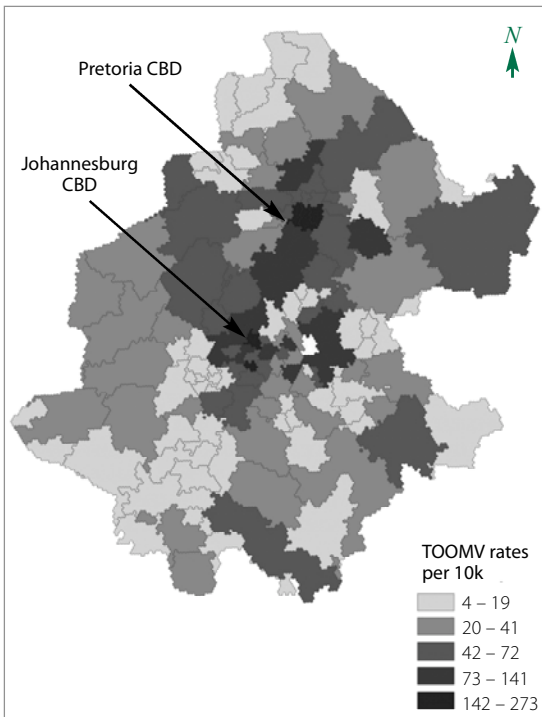 N
Pretoria CBD
Johannesburg
CBD
TOOMV rates
per 10k
4 – 19
20 – 41
42 – 72
73 – 141
142 – 273